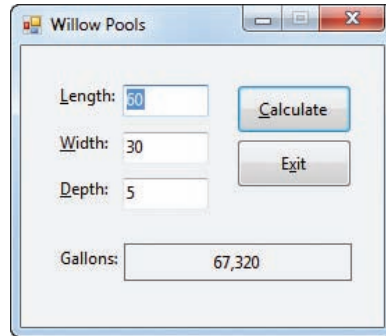 Willow Pools
Length: 60
Calculate
Width: 30
Exit
Depth: 5
Gallons: 67,320